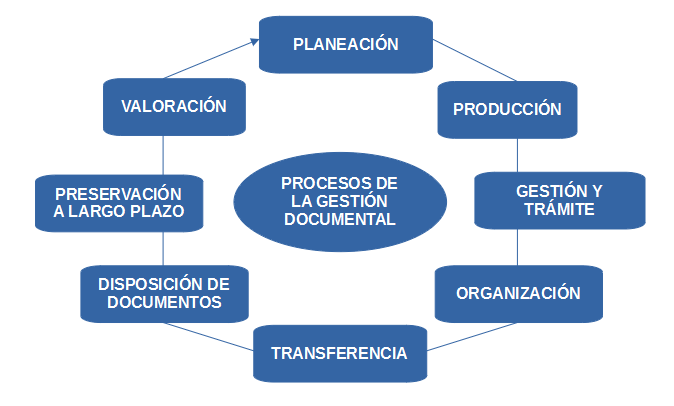 PLANEACIÓN
PRODUCCIÓN
GESTIÓN Y
TRÁMITE
ORGANIZACIÓN
TRANSFERENCIA
DISPOSICIÓN DE
DOCUMENTOS
PRESERVACIÓN
A LARGO PLAZO
VALORACIÓN
PROCESOS DE
LA GESTIÓN
DOCUMENTAL